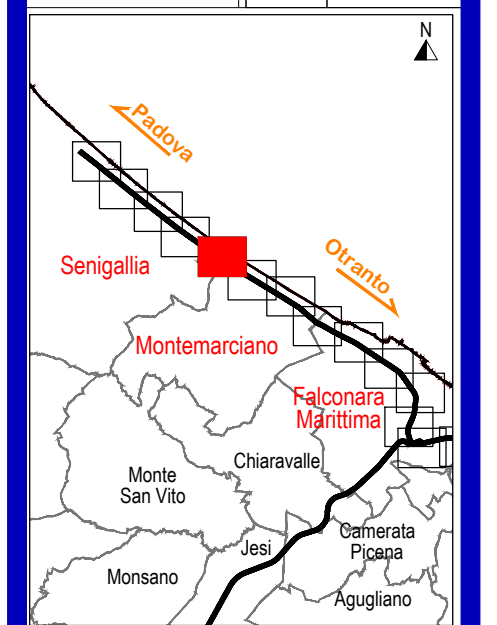 N
Padova
Otranto
Senigallia
Montemarciano
Falconara
Marittima
Chiaravalle
Monte
San Vito
Camerata
Picena
Jesi
Monsano
Agugliano